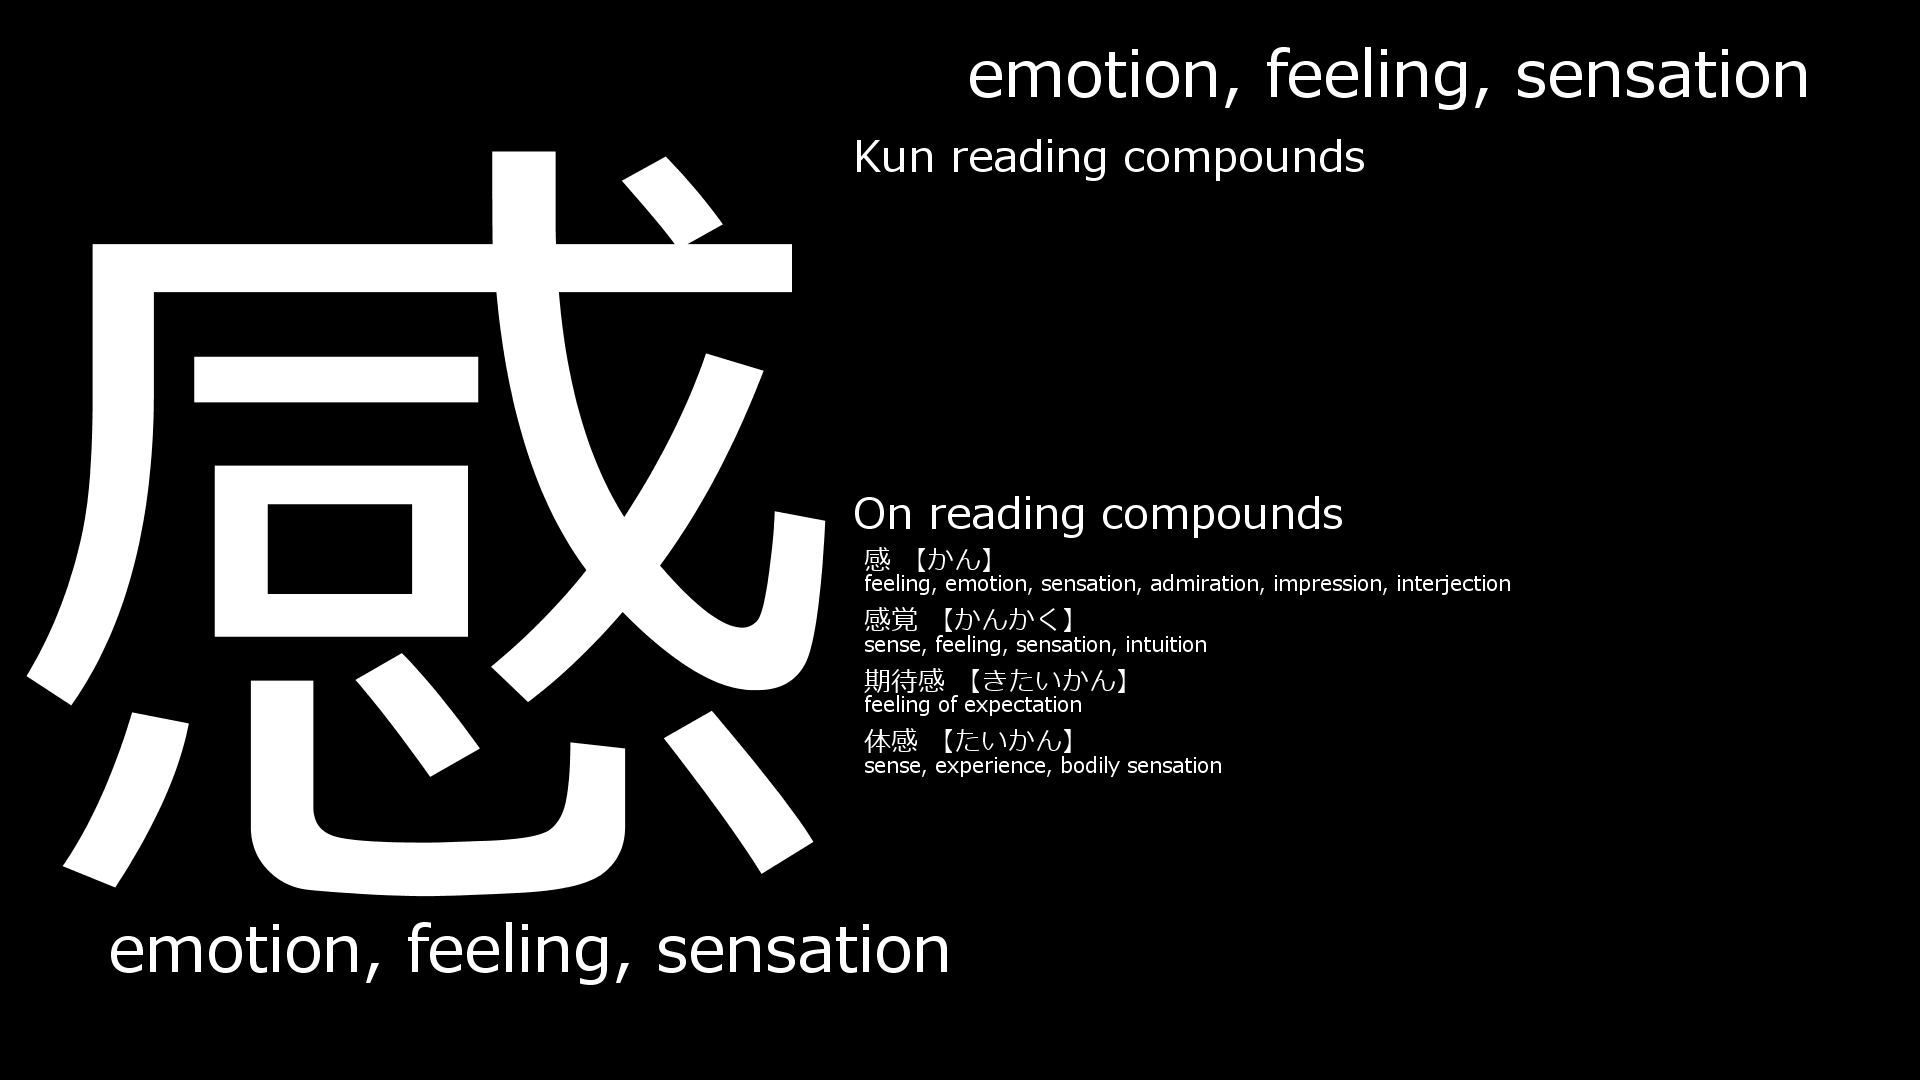 感
emotion, feeling, sensation
emotion, feeling, sensation
Kun reading compounds
On reading compounds
感 【かん】
feeling, emotion, sensation, admiration, impression, interjection
感覚 【かんかく】
sense, feeling, sensation, intuition
期待感 【きたいかん】
feeling of expectation
体感 【たいかん】
sense, experience, bodily sensation